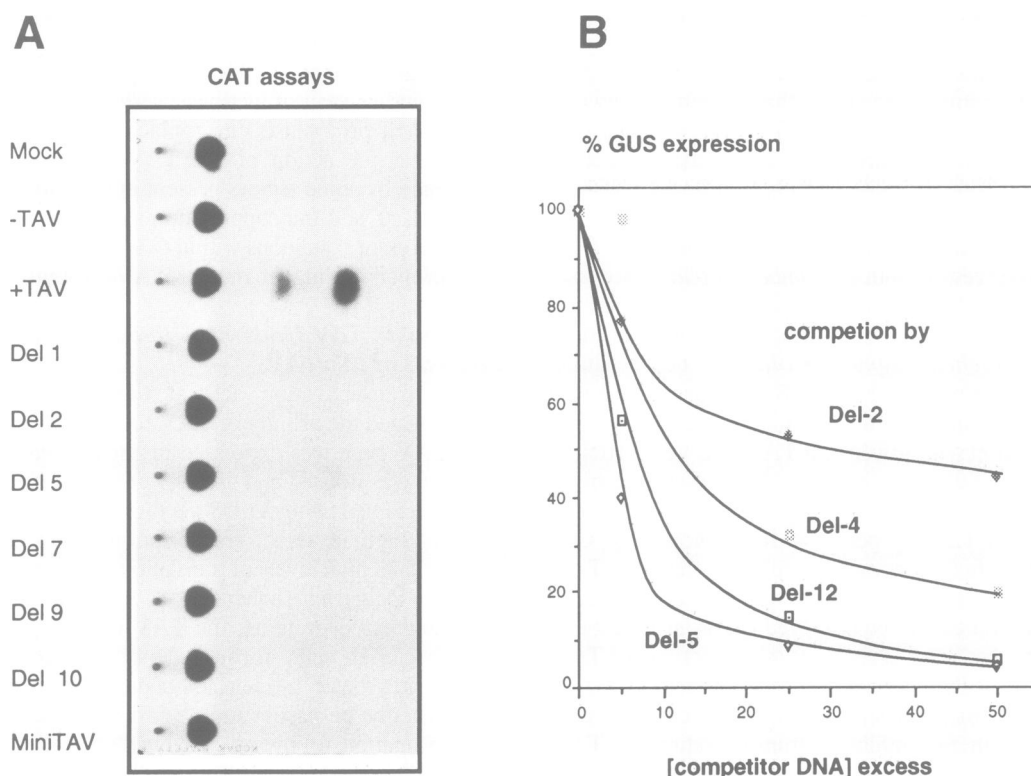 A
CAT assays
Mock
-TAV
+TAV
Del 1
Del 2
Del 5
Del 7
Del 9
Del 10
MiniTAV
B
% GUS expression
100
80
60
40
20
0
competion by
Del-2
Del-4
Del-12
Del-5
0 10 20 30 40 50
[competitor DNA] excess